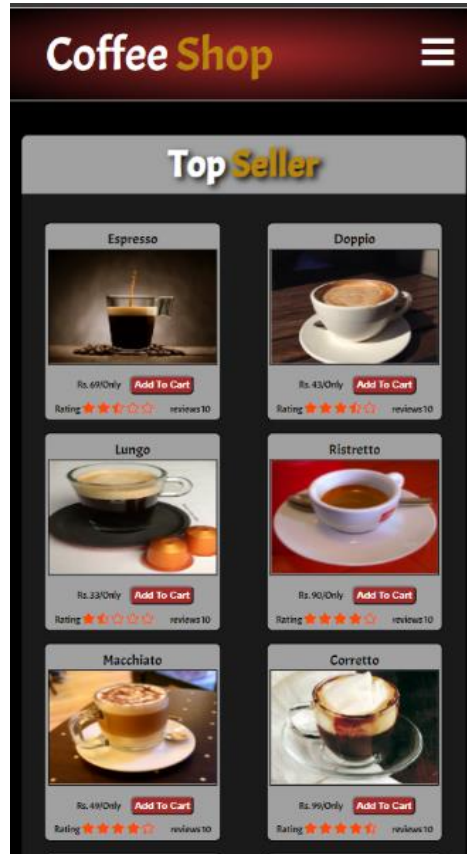 Coffee Shop
Top Seller
Espresso
Doppio
Rs. 69/Only Add To Cart
Rs. 43/Only Add To Cart
Rating reviews10
Rating reviews10
Lungo
Ristretto
Rs. 33/Only Add To Cart
Rs. 90/Only Add To Cart
Rating reviews10
Rating reviews10
Macchiato
Corretto
Rs. 49/Only Add To Cart
Rs. 99/Only Add To Cart
Rating reviews10
Rating reviews10